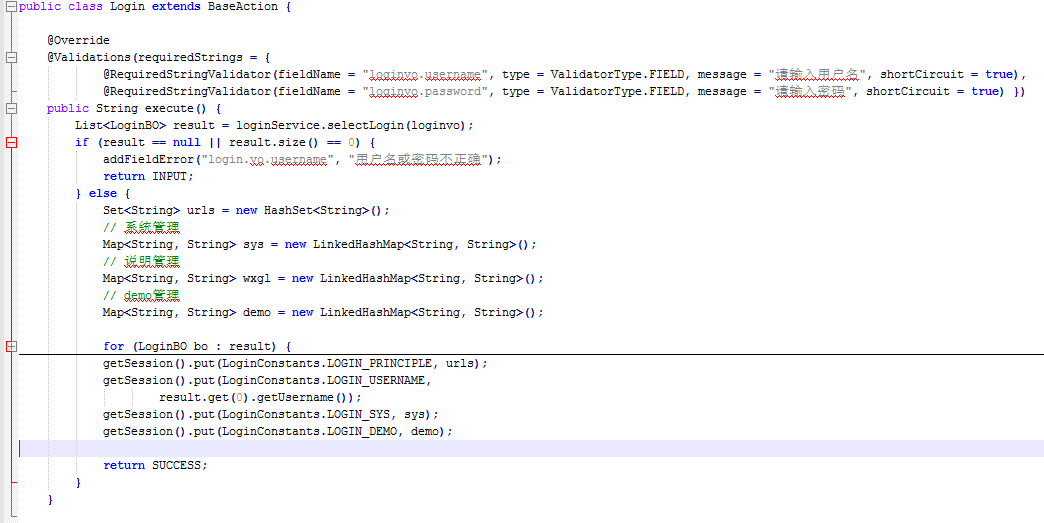 public class Login extends BaseAction {
@Override
@Validations(requiredStrings = {
@RequiredStringValidator(fieldName = "loginvo.username", type = ValidatorType.FIELD, message = "请输入用户名", shortCircuit = true),
@RequiredStringValidator(fieldName = "loginvo.password", type = ValidatorType.FIELD, message = "请输入密码", shortCircuit = true) })
public String execute() {
List<LoginBO> result = loginService.selectLogin(loginvo);
if (result == null || result.size() == 0) {
addFieldError("login.vo.username", "用户名或密码不正确");
return INPUT;
} else {
Set<String> urls = new HashSet<String>();
// 系统管理
Map<String, String> sys = new LinkedHashMap<String, String>();
// 说明管理
Map<String, String> wxgl = new LinkedHashMap<String, String>();
// demo管理
Map<String, String> demo = new LinkedHashMap<String, String>();
for (LoginBO bo : result) {
getSession().put(LoginConstants.LOGIN_PRINCIPLE, urls);
getSession().put(LoginConstants.LOGIN_USERNAME,
result.get(0).getUsername());
getSession().put(LoginConstants.LOGIN_SYS, sys);
getSession().put(LoginConstants.LOGIN_DEMO, demo);
return SUCCESS;
}
}